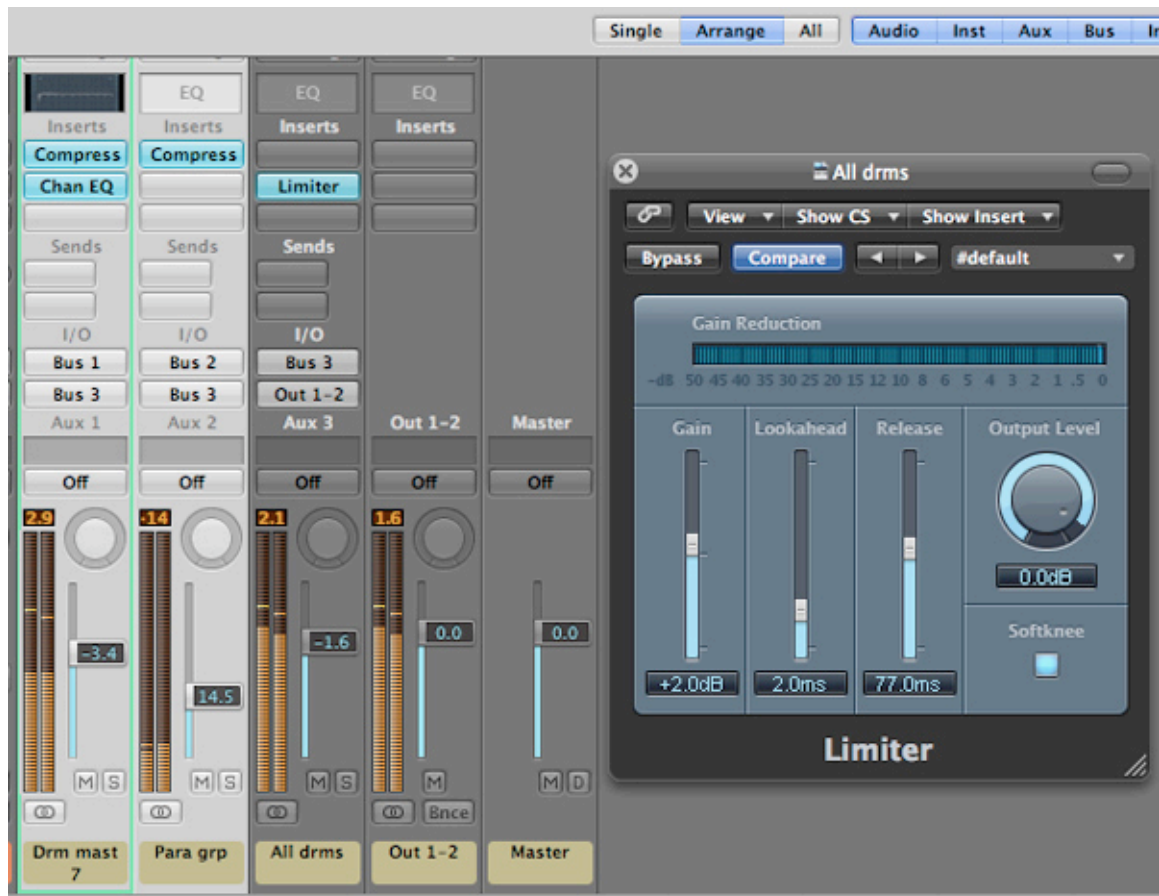 Single Arrange All Audio Inst Aux Bus
EQ EQ EQ
Inserts Inserts Inserts Inserts
Compress Compress
Chan EQ Limiter
Sends Sends Sends
I/O I/O I/O
Bus 1 Bus 2 Bus 3
Bus 3 Bus 3 Out 1-2
Aux 1 Aux 2 Aux 3 Out 1-2 Master
Off Off Off Off Off
2.9 -14 2.1 1.6
-3.4 14.5 -1.6 0.0 0.0
M S M S M S M M D
Bnce
Drm mast Para grp All drms Out 1-2 Master
7
All drms
View Show CS Show Insert
Bypass Compare #default
Gain Reduction
-dB 50 45 40 35 30 25 20 15 12 10 8 6 5 4 3 2 1 .5 0
Gain Lookahead Release Output Level
0.0dB
Softknee
+2.0dB 2.0ms 77.0ms
Limiter